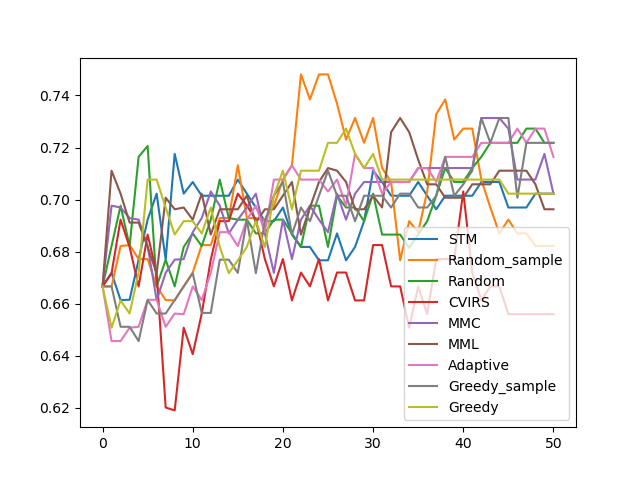 0.74
0.72
0.70
0.68
0.66
0.64
0.62
0 10 20 30 40 50
STM
Random_sample
Random
CVIRS
MMC
MML
Adaptive
Greedy_sample
Greedy